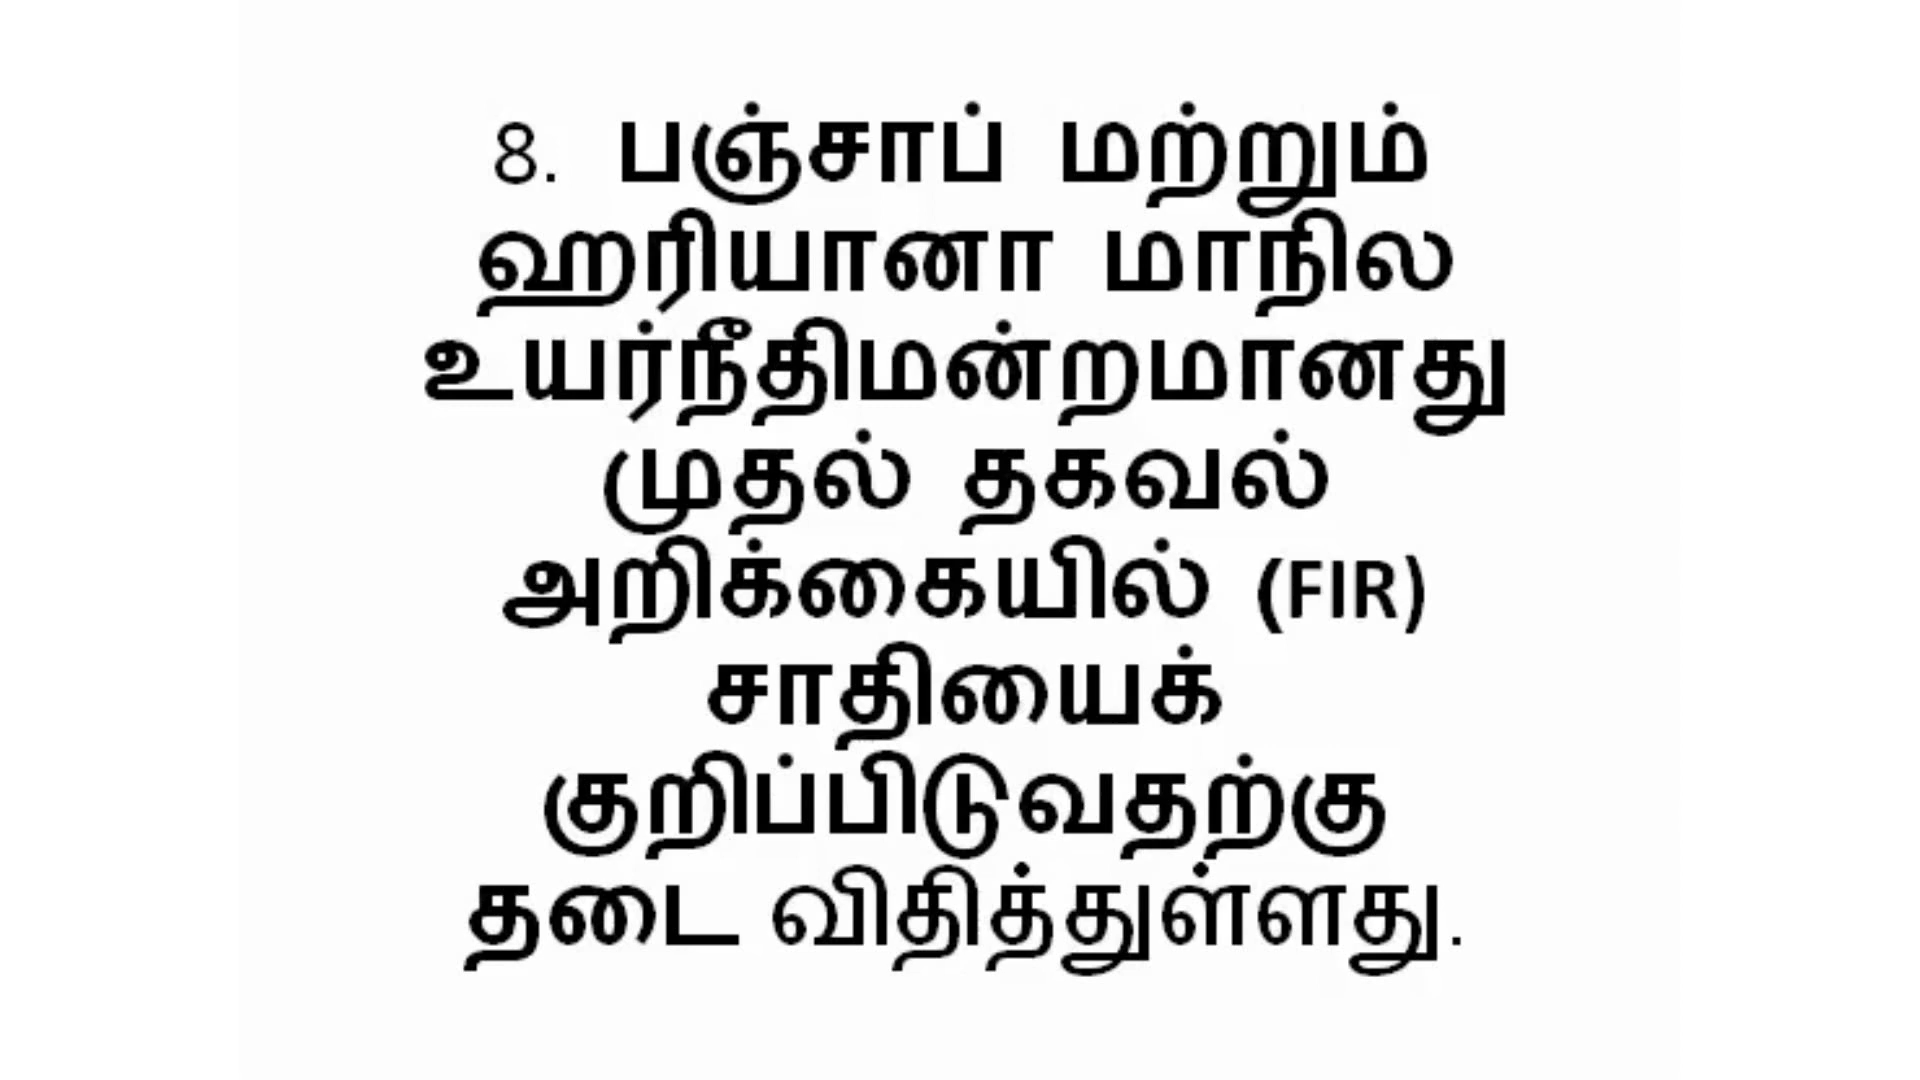 8. பஞ்சாப் மற்றும்
ஹரியானா மாநில
உயர்நீதிமன்றமானது
முதல் தகவல்
அறிக்கையில் (FIR)
சாதியைக்
குறிப்பிடுவதற்கு
தடை விதித்துள்ளது.